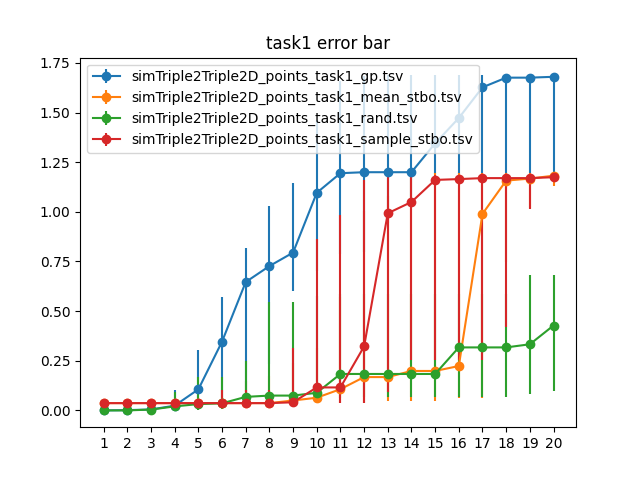 task1 error bar
simTriple2Triple2D_points_task1_gp.tsv
simTriple2Triple2D_points_task1_mean_stbo.tsv
simTriple2Triple2D_points_task1_rand.tsv
simTriple2Triple2D_points_task1_sample_stbo.tsv
1.75
1.50
1.25
1.00
0.75
0.50
0.25
0.00
1 2 3 4 5 6 7 8 9 10 11 12 13 14 15 16 17 18 19 20